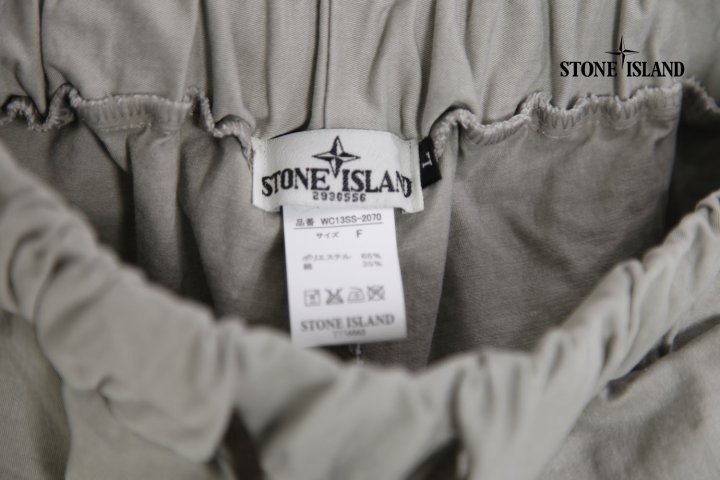 STONE ISLAND
STONE ISLAND
2936556
L
品番 WC13SS-2070
サイズ F
ポリエステル 65%
綿 35%
STONE ISLAND